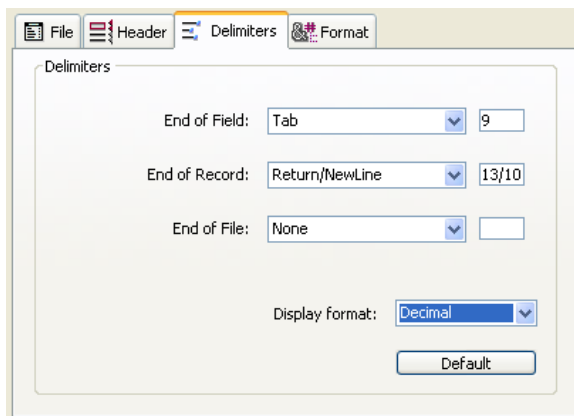 File Header Delimiters &# Format
Delimiters
End of Field: Tab 9
End of Record: Return/NewLine 13/10
End of File: None
Display format: Decimal
Default